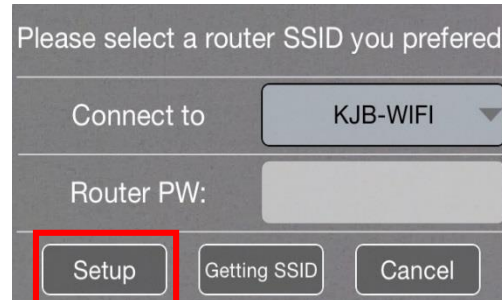 Please select a router SSID you prefered
Connect to KJB-WIFI
Router PW:
Setup Getting SSID Cancel